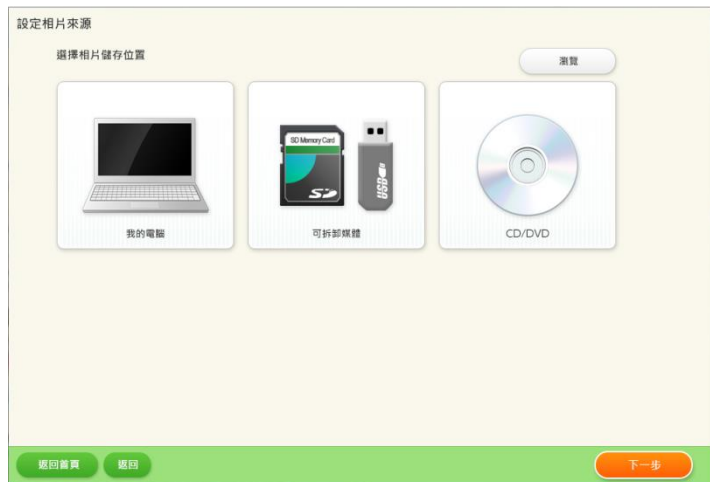 設定相片來源
選擇相片儲存位置
瀏覽
SD Memory Card
SD
USB
我的電腦
可拆卸媒體
CD/DVD
返回首頁
返回
下一步